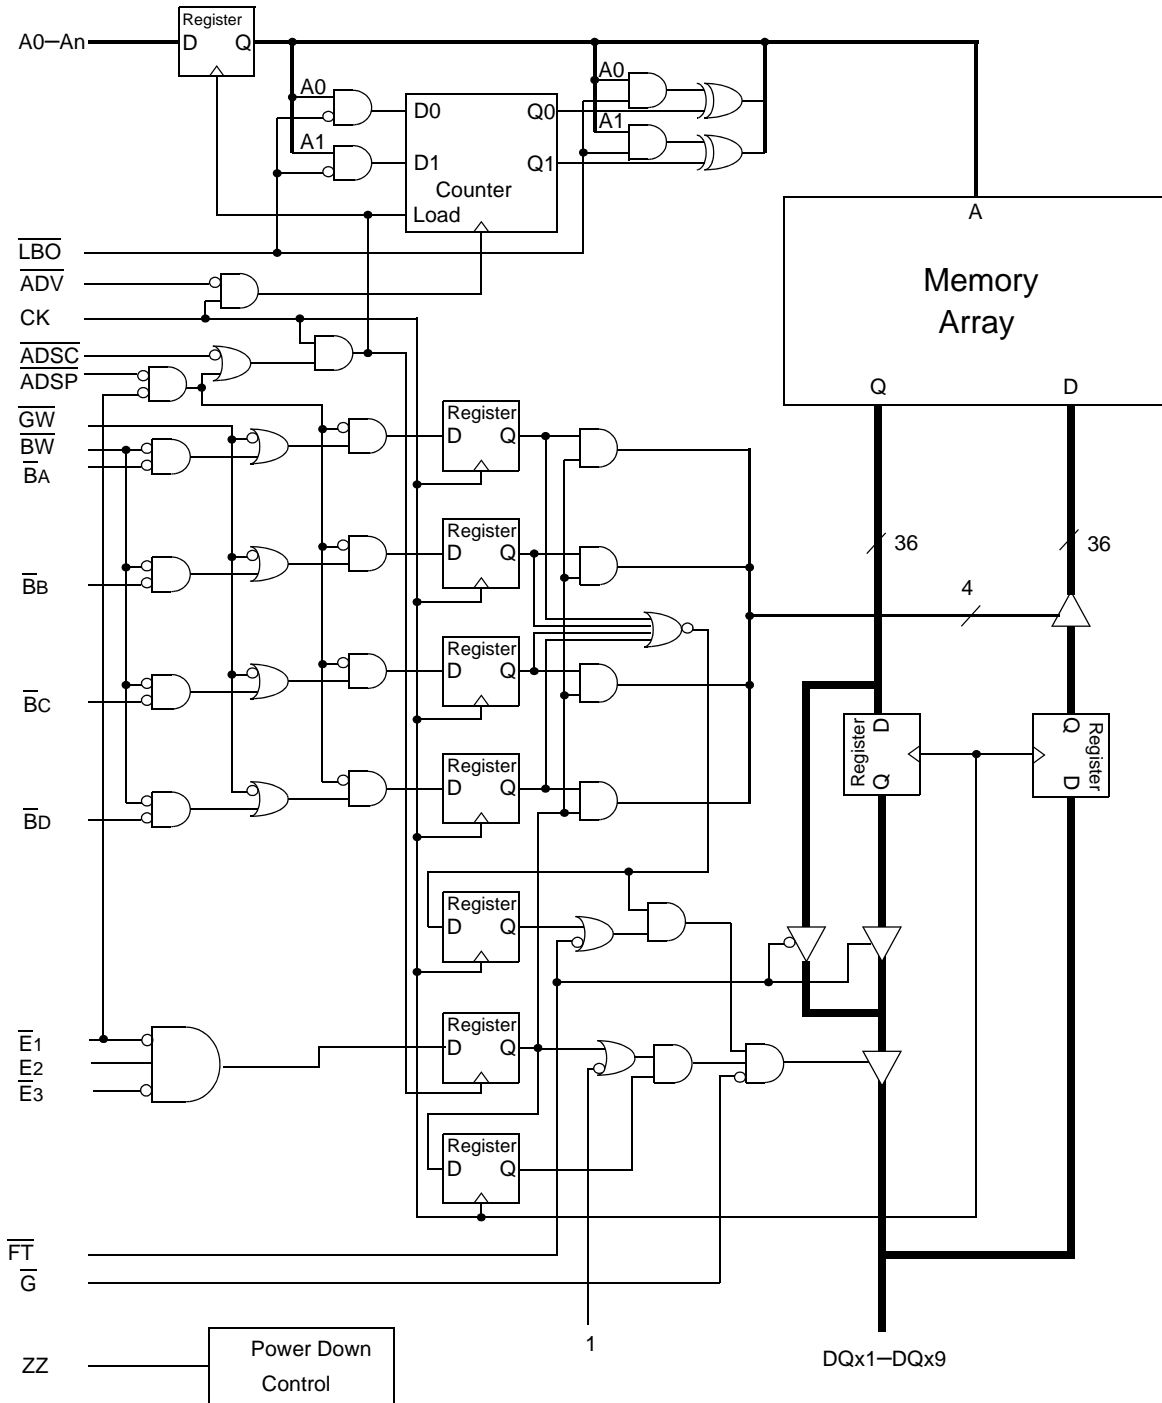 Register
A0–An
D Q
A0
A0
D0
Q0
A1
A1
D1
Q1
Counter
Load
A
LBO
ADV
Memory
Array
CK
ADSC
ADSP
Q
D
GW
Register
BW
D Q
BA
Register
36
36
D Q
BB
4
Register
D Q
BC
Register
D
Q
Register
Q
D
Register
D Q
BD
Register
D Q
Register
E1
D Q
E2
E3
Register
D Q
FT
G
1
Power Down
Control
ZZ
DQx1–DQx9